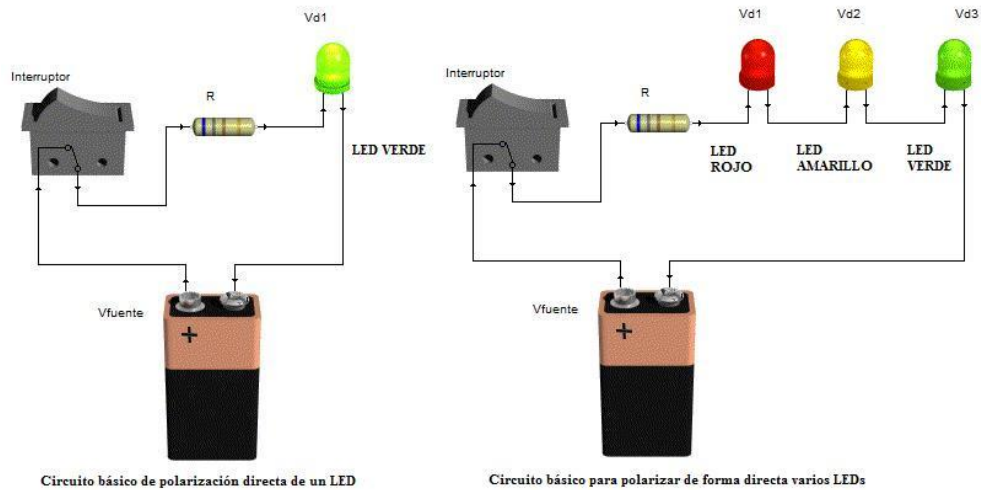 Vd1
Interruptor
R
LED VERDE
Vfuente
+
Circuito básico de polarización directa de un LED
Vd1
Vd2
Vd3
Interruptor
R
LED
ROJO
LED
AMARILLO
LED
VERDE
Vfuente
+
Circuito básico para polarizar de forma directa varios LEDs